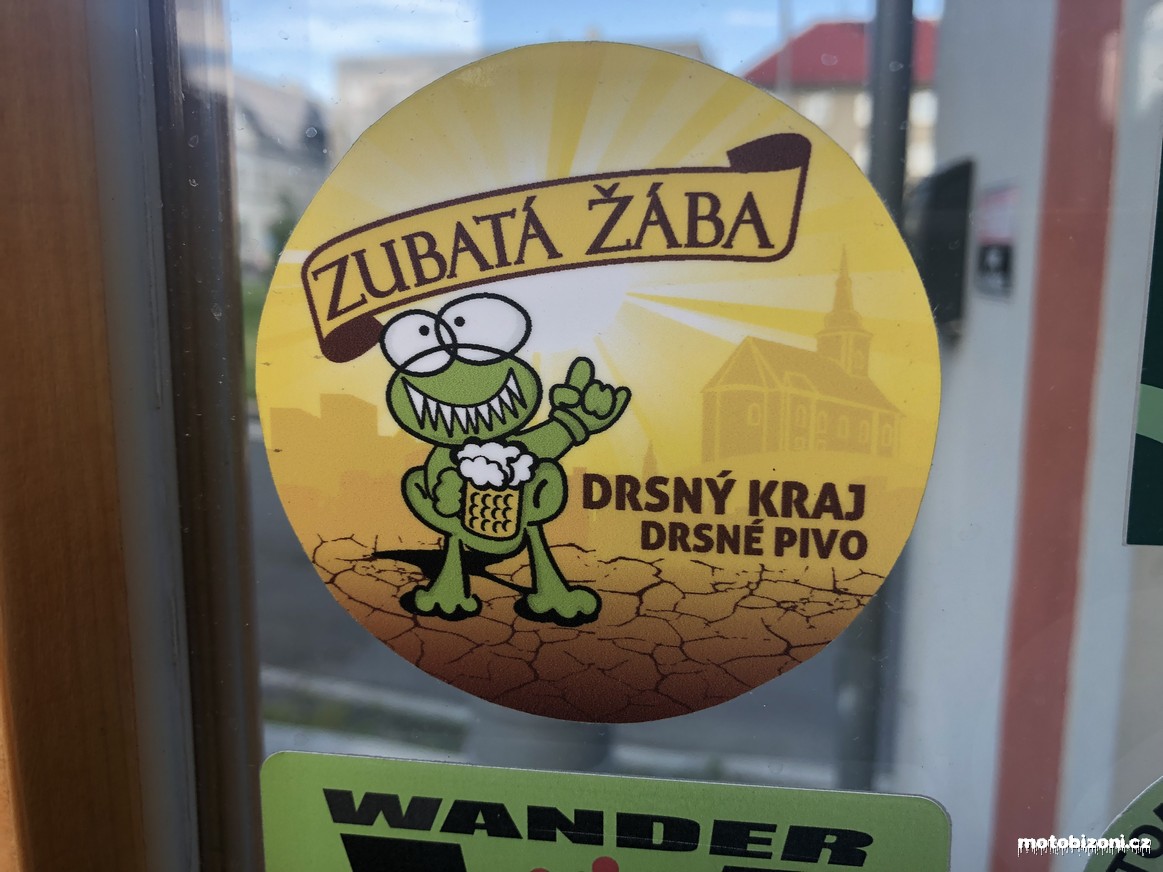 ZUBATÁ ŽÁBA
DRSNÝ KRAJ
DRSNÉ PIVO
WANDER
motobizoni.cz